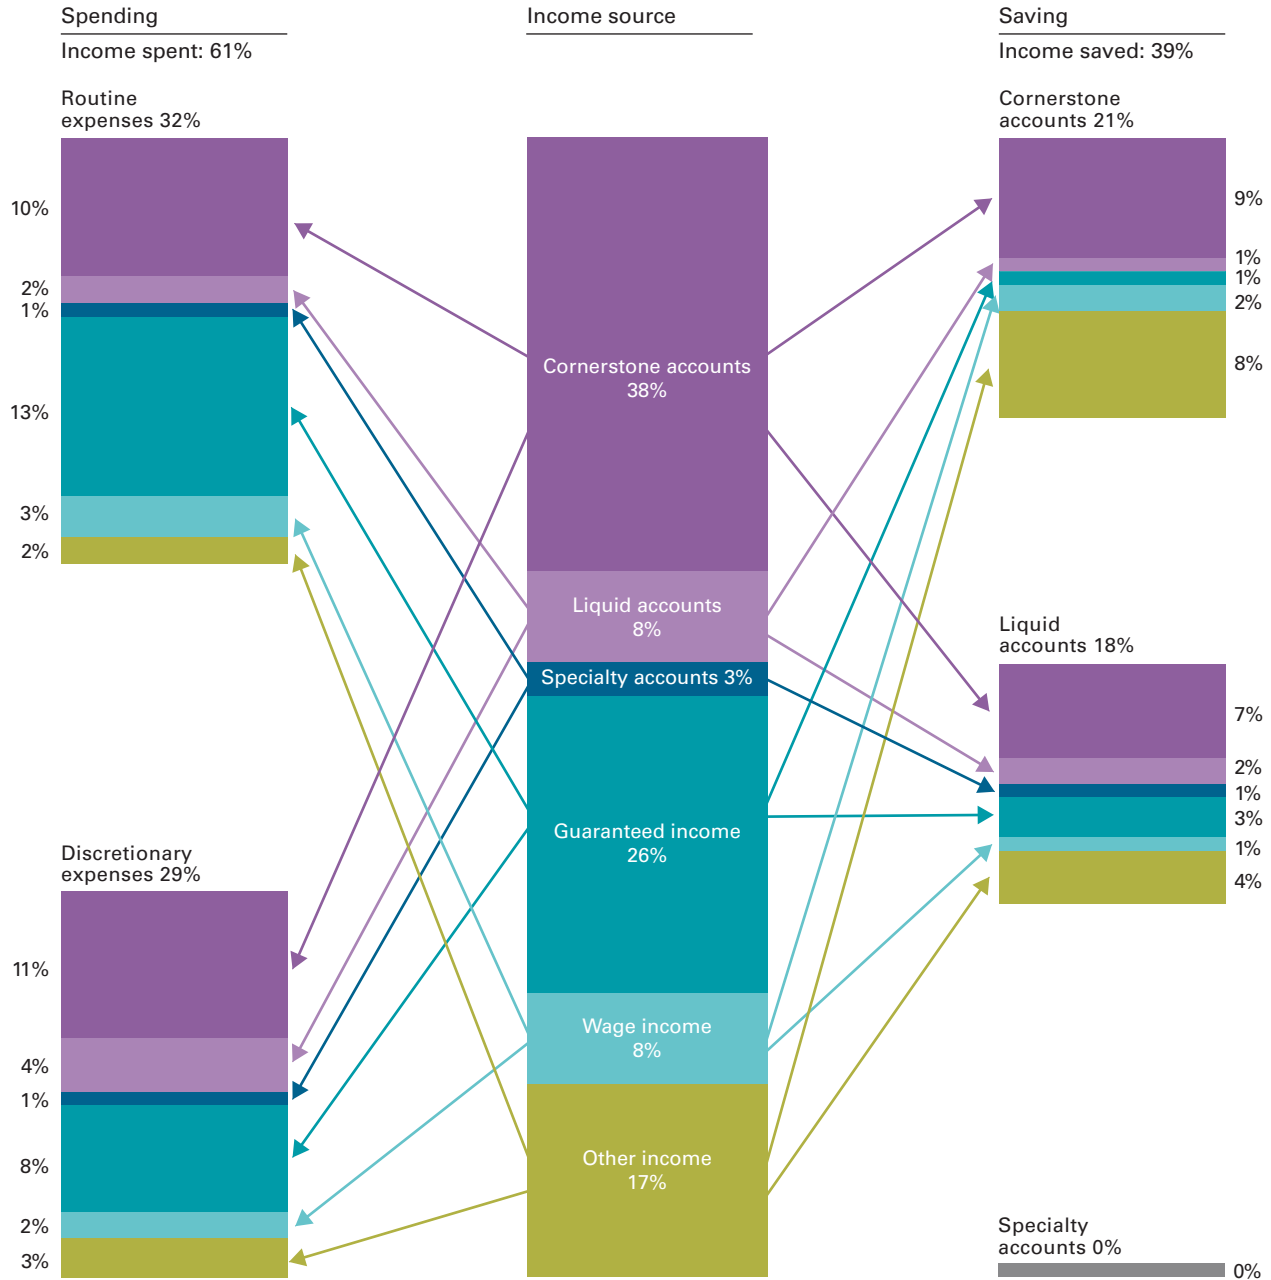 Spending
Income spent: 61%
Routine
expenses 32%
10%
2%
1%
13%
3%
2%
Discretionary
expenses 29%
11%
4%
1%
8%
2%
3%
Income source
Cornerstone accounts
38%
Liquid accounts
8%
Specialty accounts 3%
Guaranteed income
26%
Wage income
8%
Other income
17%
Saving
Income saved: 39%
Cornerstone
accounts 21%
9%
1%
1%
2%
8%
Liquid
accounts 18%
7%
2%
1%
3%
1%
4%
Specialty
accounts 0%
0%